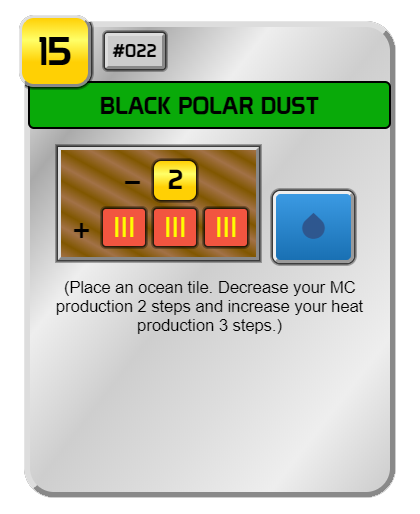 15
#022
BLACK POLAR DUST
– 2
+
(Place an ocean tile. Decrease your MC
production 2 steps and increase your heat
production 3 steps.)